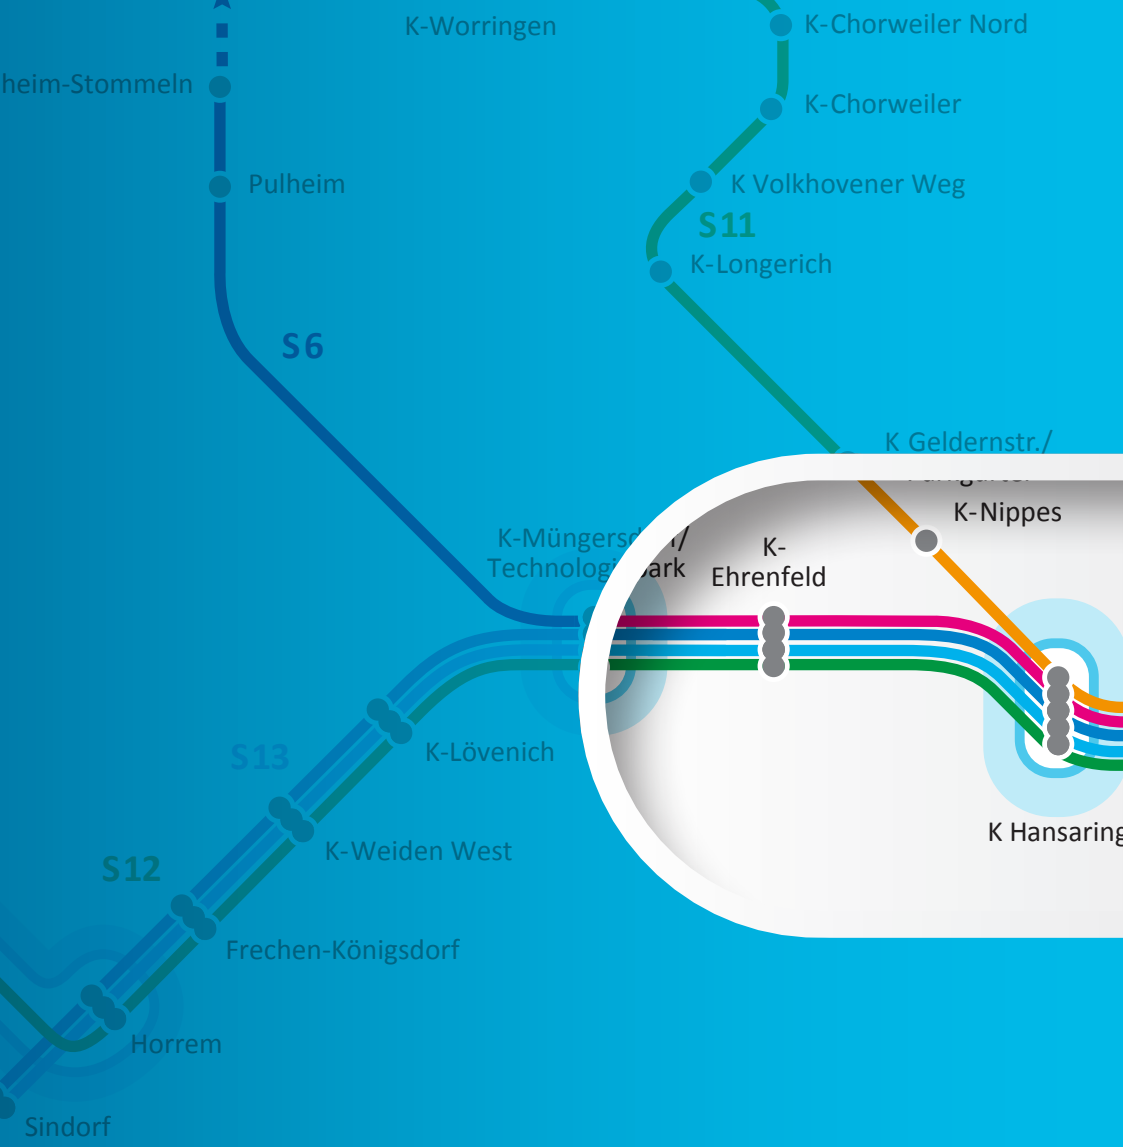 K-Worringen
K-Chorweiler Nord
heim-Stommeln
K-Chorweiler
Pulheim
K Volkhovener Weg
S11
K-Longerich
S6
K Geldernstr./
K-Nippes
K-
Ehrenfeld
K Hansaring
K-Lövenich
S13
K-Weiden West
S12
Frechen-Königsdorf
Horrem
Sindorf